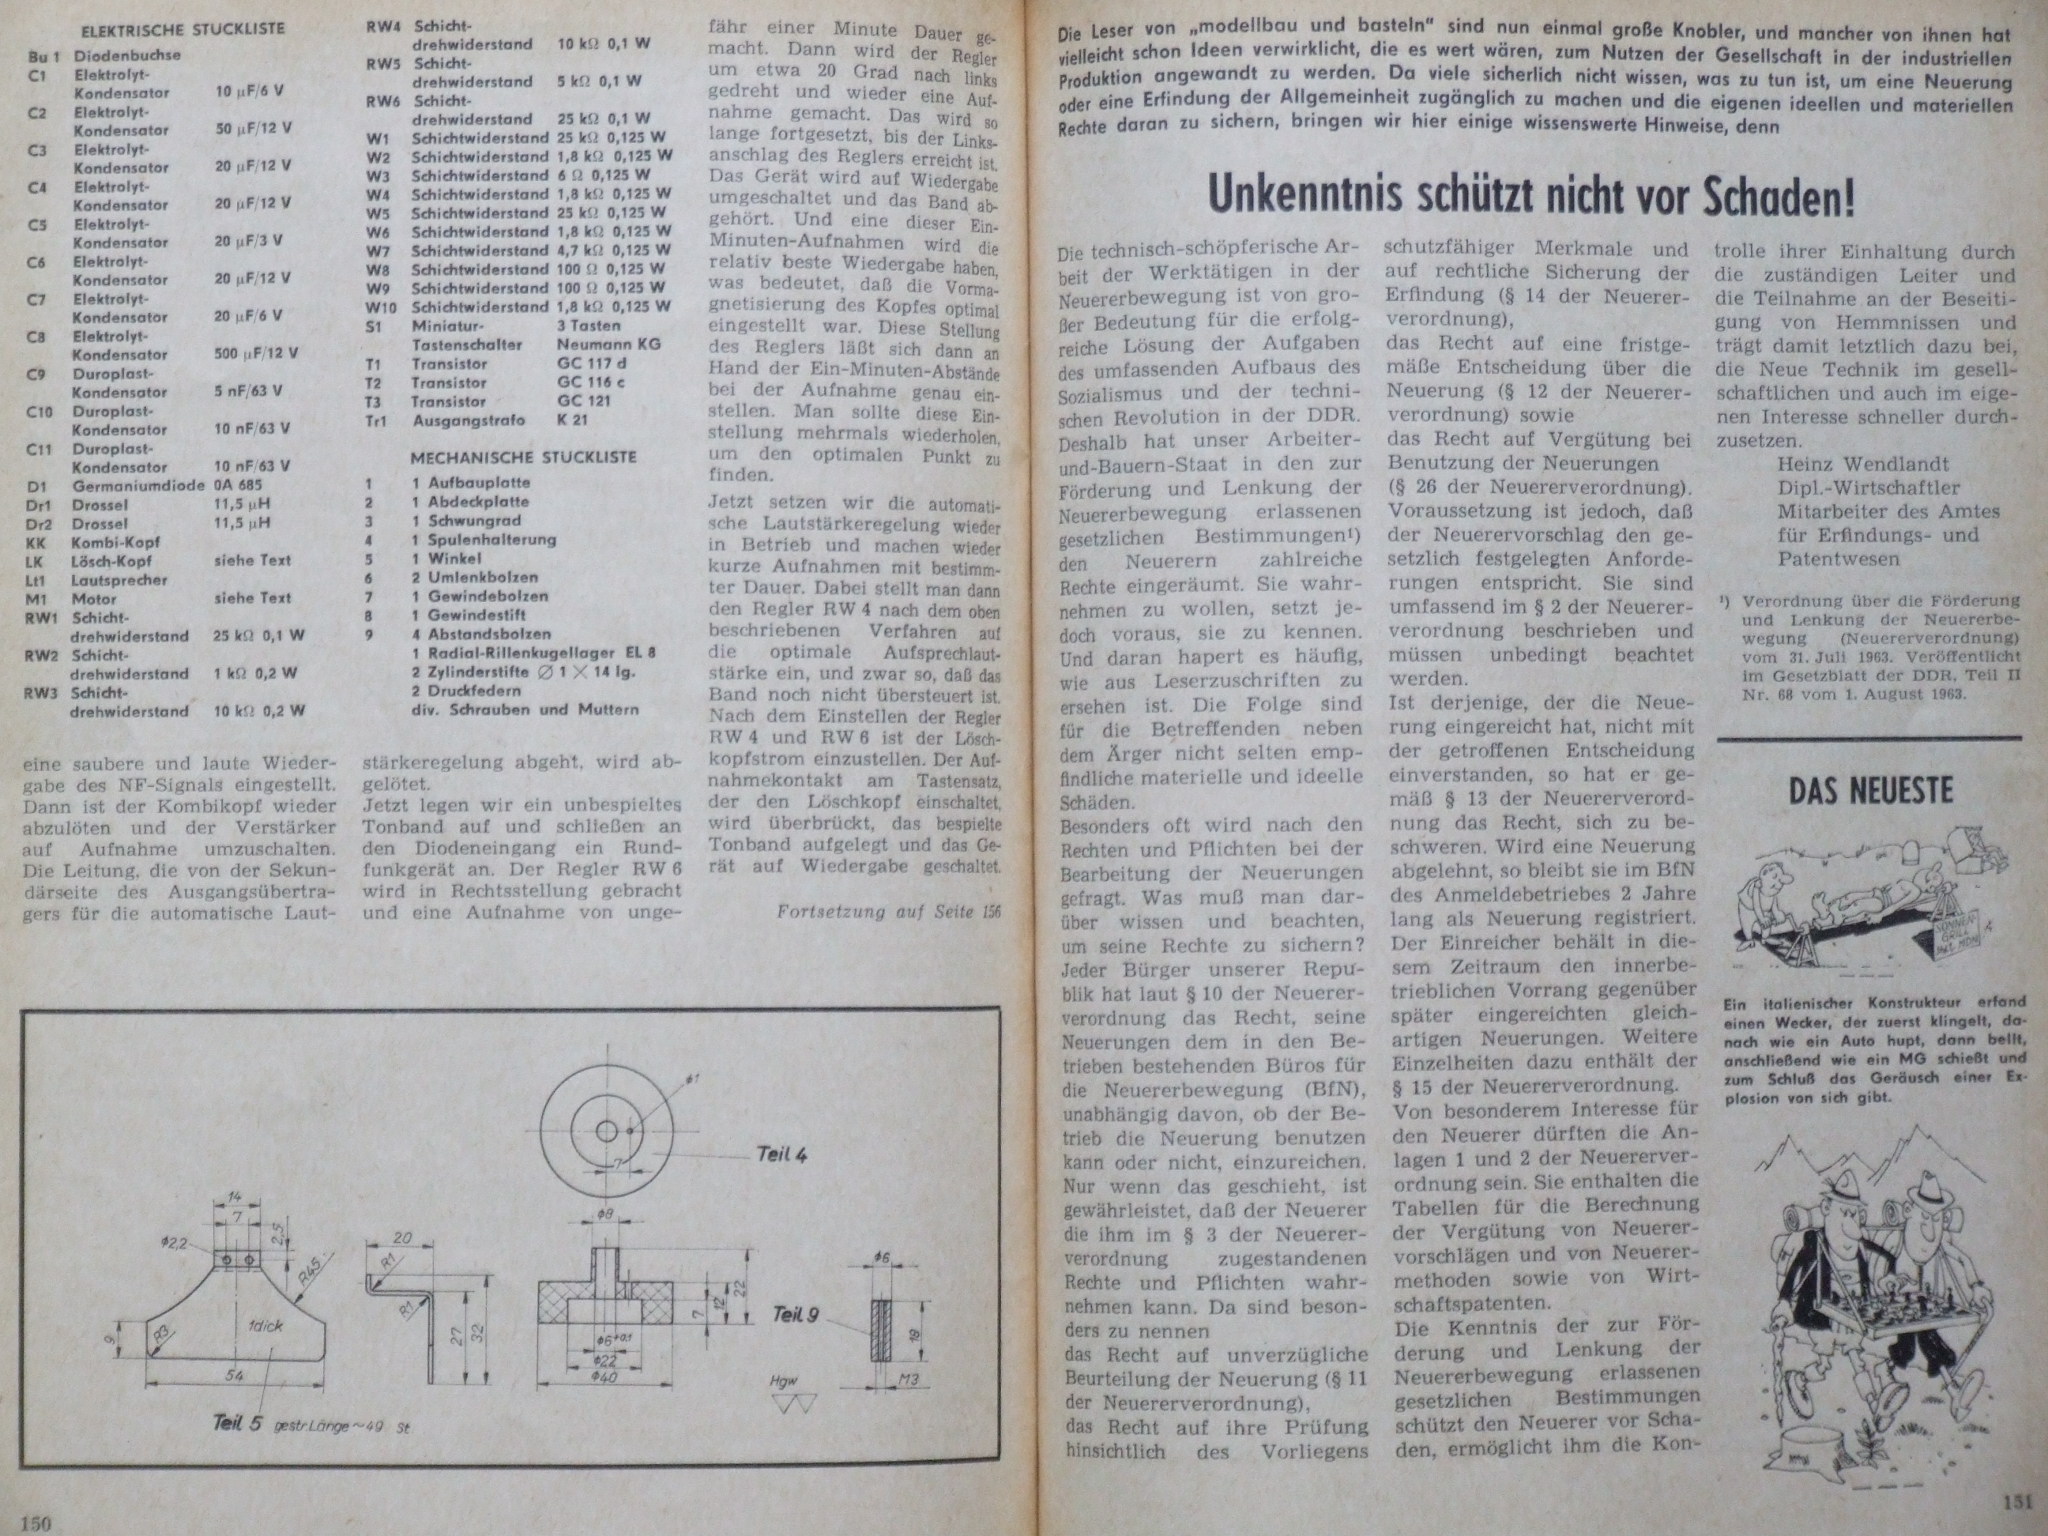 ELEKTRISCHE STUCKLISTE
Bu 1 Diodenbuchse
C1 Elektrolyt-
Kondensator 10 µF/6 V
C2 Elektrolyt-
Kondensator 50 µF/12 V
C3 Elektrolyt-
Kondensator 20 µF/12 V
C4 Elektrolyt-
Kondensator 20 µF/12 V
C5 Elektrolyt-
Kondensator 20 µF/3 V
C6 Elektrolyt-
Kondensator 20 µF/12 V
C7 Elektrolyt-
Kondensator 20 µF/6 V
C8 Elektrolyt-
Kondensator 500 µF/12 V
C9 Duroplast-
Kondensator 5 nF/63 V
C10 Duroplast-
Kondensator 10 nF/63 V
C11 Duroplast-
Kondensator 10 nF/63 V
D1 Germaniumdiode 0A 685
Dr1 Drossel 11,5 µH
Dr2 Drossel 11,5 µH
KK Kombi-Kopf
LK Lösch-Kopf siehe Text
Lt1 Lautsprecher
M1 Motor siehe Text
RW1 Schicht-
drehwiderstand 25 kΩ 0,1 W
RW2 Schicht-
drehwiderstand 1 kΩ 0,2 W
RW3 Schicht-
drehwiderstand 10 kΩ 0,2 W
RW4 Schicht-
drehwiderstand 10 kΩ 0,1 W
RW5 Schicht-
drehwiderstand 5 kΩ 0,1 W
RW6 Schicht-
drehwiderstand 25 kΩ 0,1 W
W1 Schichtwiderstand 25 kΩ 0,125 W
W2 Schichtwiderstand 1,8 kΩ 0,125 W
W3 Schichtwiderstand 6 Ω 0,125 W
W4 Schichtwiderstand 1,8 kΩ 0,125 W
W5 Schichtwiderstand 25 kΩ 0,125 W
W6 Schichtwiderstand 1,8 kΩ 0,125 W
W7 Schichtwiderstand 4,7 kΩ 0,125 W
W8 Schichtwiderstand 100 Ω 0,125 W
W9 Schichtwiderstand 100 Ω 0,125 W
W10 Schichtwiderstand 1,8 kΩ 0,125 W
S1 Miniatur- 3 Tasten
Tastenschalter Neumann KG
T1 Transistor GC 117 d
T2 Transistor GC 116 c
T3 Transistor GC 121
Tr1 Ausgangstrafo K 21
MECHANISCHE STUCKLISTE
1 1 Aufbauplatte
2 1 Abdeckplatte
3 1 Schwungrad
4 1 Spulenhalterung
5 1 Winkel
6 2 Umlenkbolzen
7 1 Gewindebolzen
8 1 Gewindestift
9 4 Abstandsbolzen
1 Radial-Rillenkugellager EL 8
2 Zylinderstifte ∅ 1 × 14 lg.
2 Druckfedern
div. Schrauben und Muttern
eine saubere und laute Wieder-
gabe des NF-Signals eingestellt.
Dann ist der Kombikopf wieder
abzulöten und der Verstärker
auf Aufnahme umzuschalten.
Die Leitung, die von der Sekun-
därseite des Ausgangsübertra-
gers für die automatische Laut-
stärkeregelung abgeht, wird ab-
gelötet.
Jetzt legen wir ein unbespieltes
Tonband auf und schließen an
den Diodeneingang ein Rund-
funkgerät an. Der Regler RW 6
wird in Rechtsstellung gebracht
und eine Aufnahme von unge-
fähr einer Minute Dauer ge-
macht. Dann wird der Regler
um etwa 20 Grad nach links
gedreht und wieder eine Auf-
nahme gemacht. Das wird so
lange fortgesetzt, bis der Links-
anschlag des Reglers erreicht ist.
Das Gerät wird auf Wiedergabe
umgeschaltet und das Band ab-
gehört. Und eine dieser Ein-
Minuten-Aufnahmen wird die
relativ beste Wiedergabe haben,
was bedeutet, daß die Vorma-
gnetisierung des Kopfes optimal
eingestellt war. Diese Stellung
des Reglers läßt sich dann an
Hand der Ein-Minuten-Abstände
bei der Aufnahme genau ein-
stellen. Man sollte diese Ein-
stellung mehrmals wiederholen,
um den optimalen Punkt zu
finden.
Jetzt setzen wir die automati-
sche Lautstärkeregelung wieder
in Betrieb und machen wieder
kurze Aufnahmen mit bestimm-
ter Dauer. Dabei stellt man dann
den Regler RW 4 nach dem oben
beschriebenen Verfahren auf
die optimale Aufsprechlaut-
stärke ein, und zwar so, daß das
Band noch nicht übersteuert ist.
Nach dem Einstellen der Regler
RW 4 und RW 6 ist der Lösch-
kopfstrom einzustellen. Der Auf-
nahmekontakt am Tastensatz,
der den Löschkopf einschaltet,
wird überbrückt, das bespielte
Tonband aufgelegt und das Ge-
rät auf Wiedergabe geschaltet.
Fortsetzung auf Seite 156
14
7
2,5
ϕ2,2
R45
R3
9
1dick
54
Teil 5 gestr. Länge ~49 St
20
R1
R1
27
32
ϕ1
7
Teil 4
ϕ8
ϕ6+0,1
ϕ22
ϕ40
7
12
22
Teil 9
ϕ6
18
M3
Hgw
150
Die Leser von „modellbau und basteln“ sind nun einmal große Knobler, und mancher von ihnen hat
vielleicht schon Ideen verwirklicht, die es wert wären, zum Nutzen der Gesellschaft in der industriellen
Produktion angewandt zu werden. Da viele sicherlich nicht wissen, was zu tun ist, um eine Neuerung
oder eine Erfindung der Allgemeinheit zugänglich zu machen und die eigenen ideellen und materiellen
Rechte daran zu sichern, bringen wir hier einige wissenswerte Hinweise, denn
Unkenntnis schützt nicht vor Schaden!
Die technisch-schöpferische Ar-
beit der Werktätigen in der
Neuererbewegung ist von gro-
ßer Bedeutung für die erfolg-
reiche Lösung der Aufgaben
des umfassenden Aufbaus des
Sozialismus und der techni-
schen Revolution in der DDR.
Deshalb hat unser Arbeiter-
und-Bauern-Staat in den zur
Förderung und Lenkung der
Neuererbewegung erlassenen
gesetzlichen Bestimmungen¹)
den Neuerern zahlreiche
Rechte eingeräumt. Sie wahr-
nehmen zu wollen, setzt je-
doch voraus, sie zu kennen.
Und daran hapert es häufig,
wie aus Leserzuschriften zu
ersehen ist. Die Folge sind
für die Betreffenden neben
dem Ärger nicht selten emp-
findliche materielle und ideelle
Schäden.
Besonders oft wird nach den
Rechten und Pflichten bei der
Bearbeitung der Neuerungen
gefragt. Was muß man dar-
über wissen und beachten,
um seine Rechte zu sichern?
Jeder Bürger unserer Repu-
blik hat laut § 10 der Neuerer-
verordnung das Recht, seine
Neuerungen dem in den Be-
trieben bestehenden Büros für
die Neuererbewegung (BfN),
unabhängig davon, ob der Be-
trieb die Neuerung benutzen
kann oder nicht, einzureichen.
Nur wenn das geschieht, ist
gewährleistet, daß der Neuerer
die ihm im § 3 der Neuerer-
verordnung zugestandenen
Rechte und Pflichten wahr-
nehmen kann. Da sind beson-
ders zu nennen
das Recht auf unverzügliche
Beurteilung der Neuerung (§ 11
der Neuererverordnung),
das Recht auf ihre Prüfung
hinsichtlich des Vorliegens
schutzfähiger Merkmale und
auf rechtliche Sicherung der
Erfindung (§ 14 der Neuerer-
verordnung),
das Recht auf eine fristge-
mäße Entscheidung über die
Neuerung (§ 12 der Neuerer-
verordnung) sowie
das Recht auf Vergütung bei
Benutzung der Neuerungen
(§ 26 der Neuererverordnung).
Voraussetzung ist jedoch, daß
der Neuerervorschlag den ge-
setzlich festgelegten Anforde-
rungen entspricht. Sie sind
umfassend im § 2 der Neuerer-
verordnung beschrieben und
müssen unbedingt beachtet
werden.
Ist derjenige, der die Neue-
rung eingereicht hat, nicht mit
der getroffenen Entscheidung
einverstanden, so hat er ge-
mäß § 13 der Neuererverord-
nung das Recht, sich zu be-
schweren. Wird eine Neuerung
abgelehnt, so bleibt sie im BfN
des Anmeldebetriebes 2 Jahre
lang als Neuerung registriert.
Der Einreicher behält in die-
sem Zeitraum den innerbe-
trieblichen Vorrang gegenüber
später eingereichten gleich-
artigen Neuerungen. Weitere
Einzelheiten dazu enthält der
§ 15 der Neuererverordnung.
Von besonderem Interesse für
den Neuerer dürften die An-
lagen 1 und 2 der Neuererver-
ordnung sein. Sie enthalten die
Tabellen für die Berechnung
der Vergütung von Neuerer-
vorschlägen und von Neuerer-
methoden sowie von Wirt-
schaftspatenten.
Die Kenntnis der zur För-
derung und Lenkung der
Neuererbewegung erlassenen
gesetzlichen Bestimmungen
schützt den Neuerer vor Scha-
den, ermöglicht ihm die Kon-
trolle ihrer Einhaltung durch
die zuständigen Leiter und
die Teilnahme an der Beseiti-
gung von Hemmnissen und
trägt damit letztlich dazu bei,
die Neue Technik im gesell-
schaftlichen und auch im eige-
nen Interesse schneller durch-
zusetzen.
Heinz Wendlandt
Dipl.-Wirtschaftler
Mitarbeiter des Amtes
für Erfindungs- und
Patentwesen
¹) Verordnung über die Förderung
und Lenkung der Neuererbe-
wegung (Neuererverordnung)
vom 31. Juli 1963. Veröffentlicht
im Gesetzblatt der DDR, Teil II
Nr. 68 vom 1. August 1963.
DAS NEUESTE
SONNEN-
GRILL
Ein italienischer Konstrukteur erfand
einen Wecker, der zuerst klingelt, da-
nach wie ein Auto hupt, dann bellt,
anschließend wie ein MG schießt und
zum Schluß das Geräusch einer Ex-
plosion von sich gibt.
151